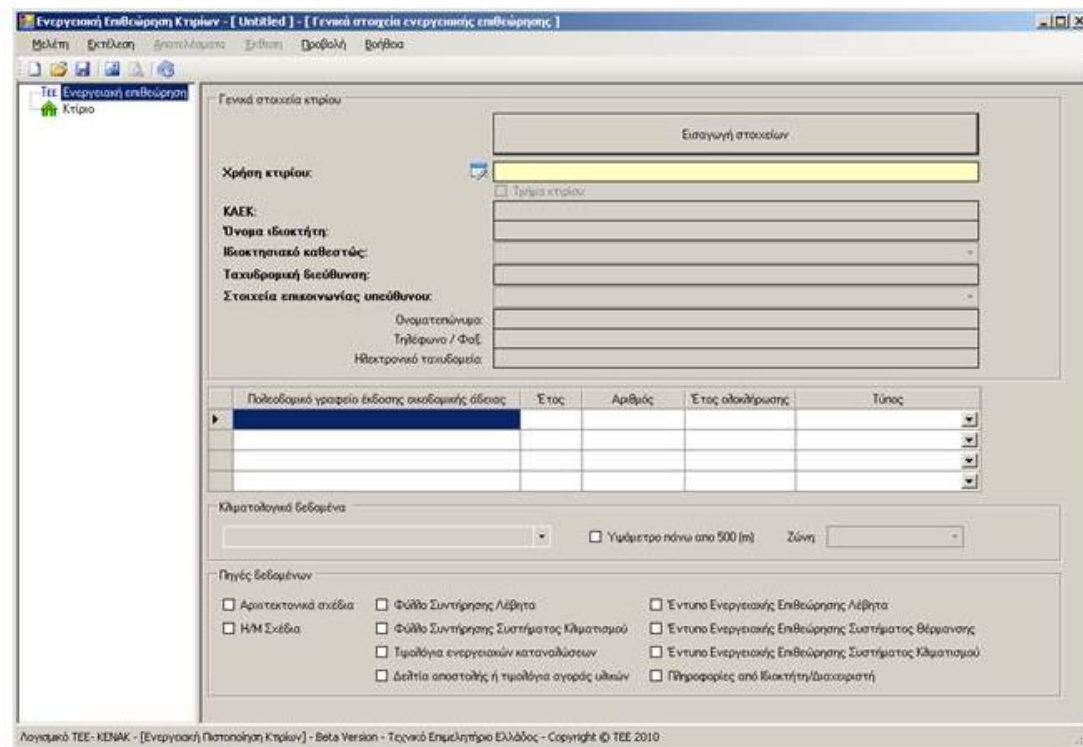 Ενεργειακή Επιθεώρηση Κτιρίων - [ Untitled ] - [ Γενικά στοιχεία ενεργειακής επιθεώρησης ]
Μελέτη Εκτέλεση Αποτελέσματα Έκθεση Προβολή Βοήθεια
ΤΕΕ Ενεργειακή επιθεώρηση
Κτίριο
Γενικά στοιχεία κτιρίου
Εισαγωγή στοιχείων
Χρήση κτιρίου:
Τμήμα κτιρίου
ΚΑΕΚ:
Όνομα ιδιοκτήτη:
Ιδιοκτησιακό καθεστώς:
Ταχυδρομική διεύθυνση:
Στοιχεία επικοινωνίας υπεύθυνου:
Ονοματεπώνυμο:
Τηλέφωνο / Φαξ:
Ηλεκτρονικό ταχυδομείο:
Πολεοδομικό γραφείο έκδοσης οικοδομικής άδειας Έτος Αριθμός Έτος ολοκλήρωσης Τύπος
Κλιματολογικά δεδομένα
Υψόμετρο πάνω απο 500 (m) Ζώνη:
Πηγές δεδομένων
Αρχιτεκτονικά σχέδια Φύλλο Συντήρησης Λέβητα Έντυπο Ενεργειακής Επιθεώρησης Λέβητα
Η/Μ Σχέδια Φύλλο Συντήρησης Συστήματος Κλιματισμού Έντυπο Ενεργειακής Επιθεώρησης Συστήματος Θέρμανσης
Τιμολόγια ενεργειακών καταναλώσεων Έντυπο Ενεργειακής Επιθεώρησης Συστήματος Κλιματισμού
Δελτία αποστολής ή τιμολόγια αγοράς υλικών Πληροφορίες από Ιδιοκτήτη/Διαχειριστή
Λογισμικό ΤΕΕ- ΚΕΝΑΚ - [Ενεργειακή Πιστοποίηση Κτιρίων] - Beta Version - Τεχνικό Επιμελητήριο Ελλάδος - Copyright © ΤΕΕ 2010